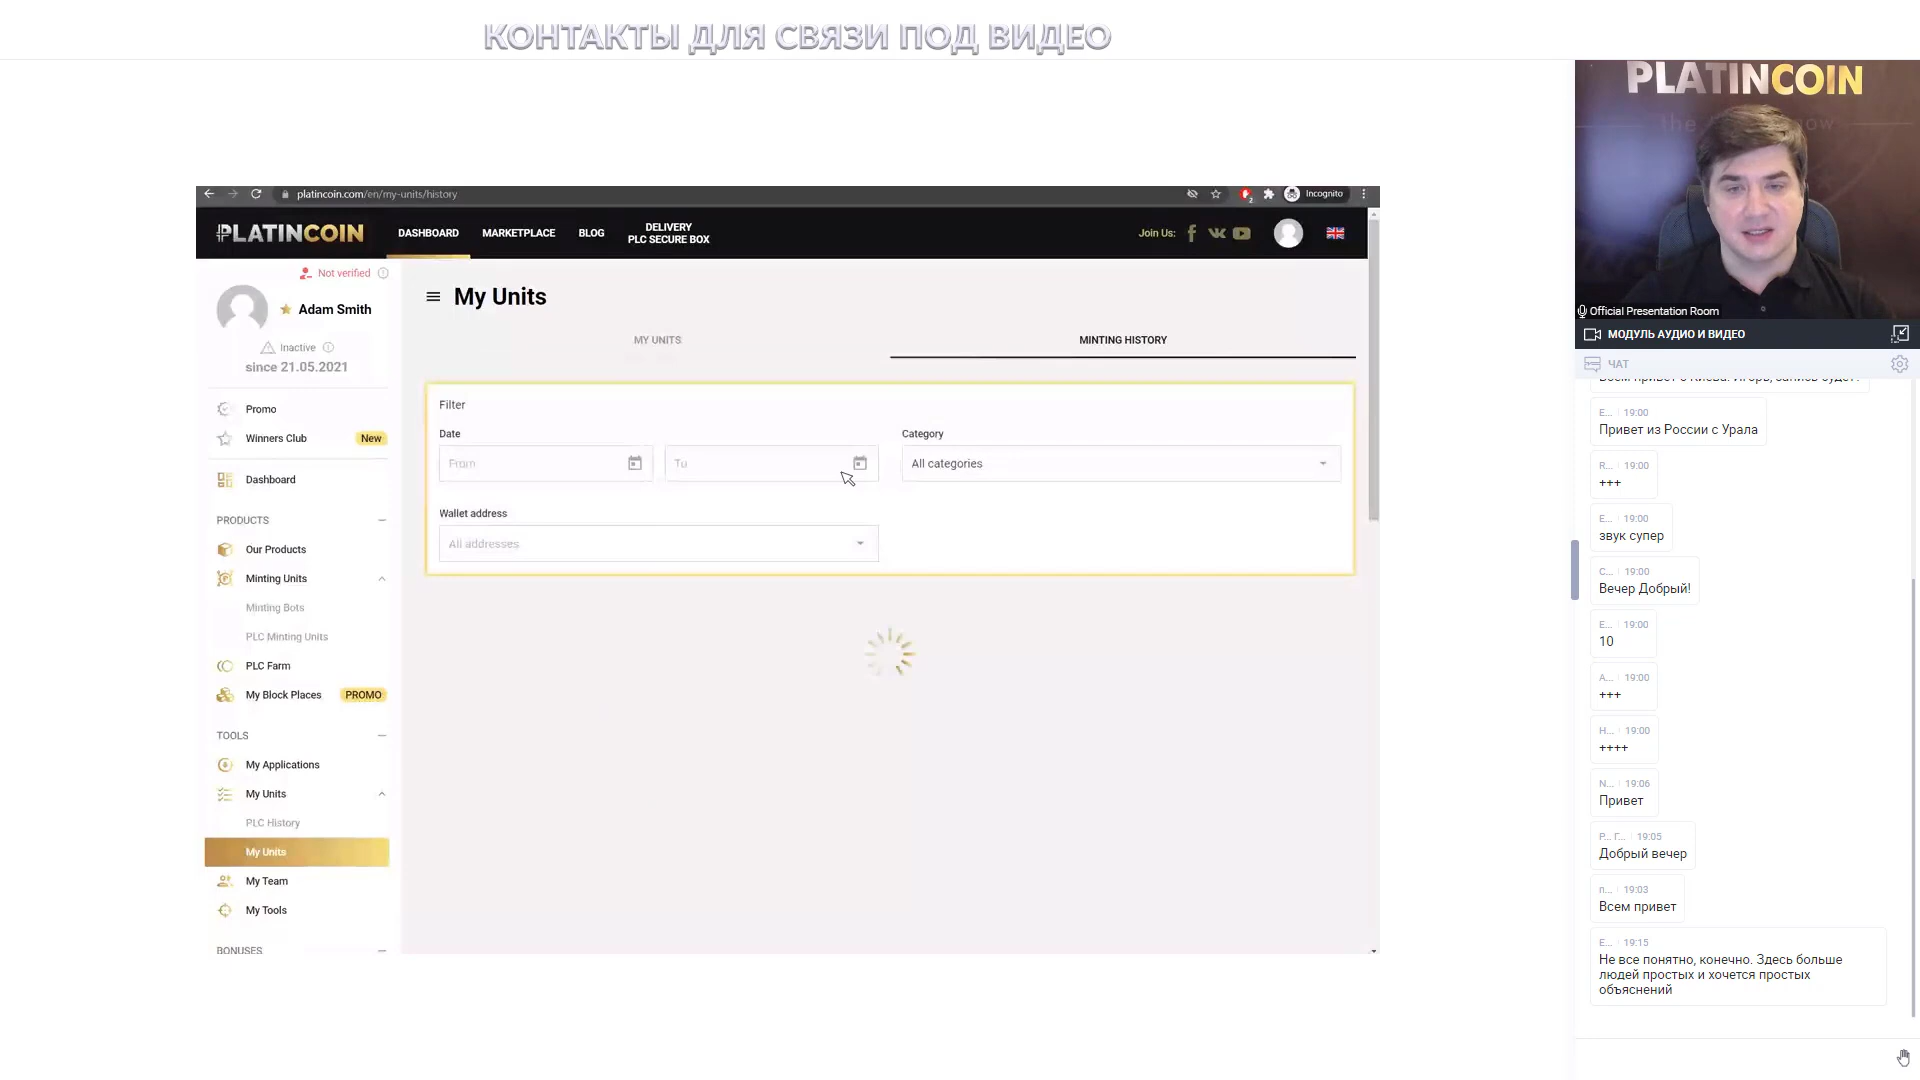 КОНТАКТЫ ДЛЯ СВЯЗИ ПОД ВИДЕО
platincoin.com/en/my-units/history
Incognito
PLATINCOIN
DASHBOARD
MARKETPLACE
BLOG
DELIVERY
PLC SECURE BOX
Join Us:
Not verified
Adam Smith
Inactive
since 21.05.2021
Promo
Winners Club
New
Dashboard
PRODUCTS
Our Products
Minting Units
Minting Bots
PLC Minting Units
PLC Farm
My Block Places
PROMO
TOOLS
My Applications
My Units
PLC History
My Units
My Team
My Tools
BONUSES
My Units
MY UNITS
MINTING HISTORY
Filter
Date
Category
From
All categories
Wallet address
All addresses
PLATINCOIN
Official Presentation Room
МОДУЛЬ АУДИО И ВИДЕО
ЧАТ
E... 19:00
Привет из России с Урала
R... 19:00
+++
E... 19:00
звук супер
C... 19:00
Вечер Добрый!
E... 19:00
10
A... 19:00
+++
H... 19:00
++++
N... 19:06
Привет
Р... Г... 19:05
Добрый вечер
п... 19:03
Всем привет
E... 19:15
Не все понятно, конечно. Здесь больше
людей простых и хочется простых
объяснений